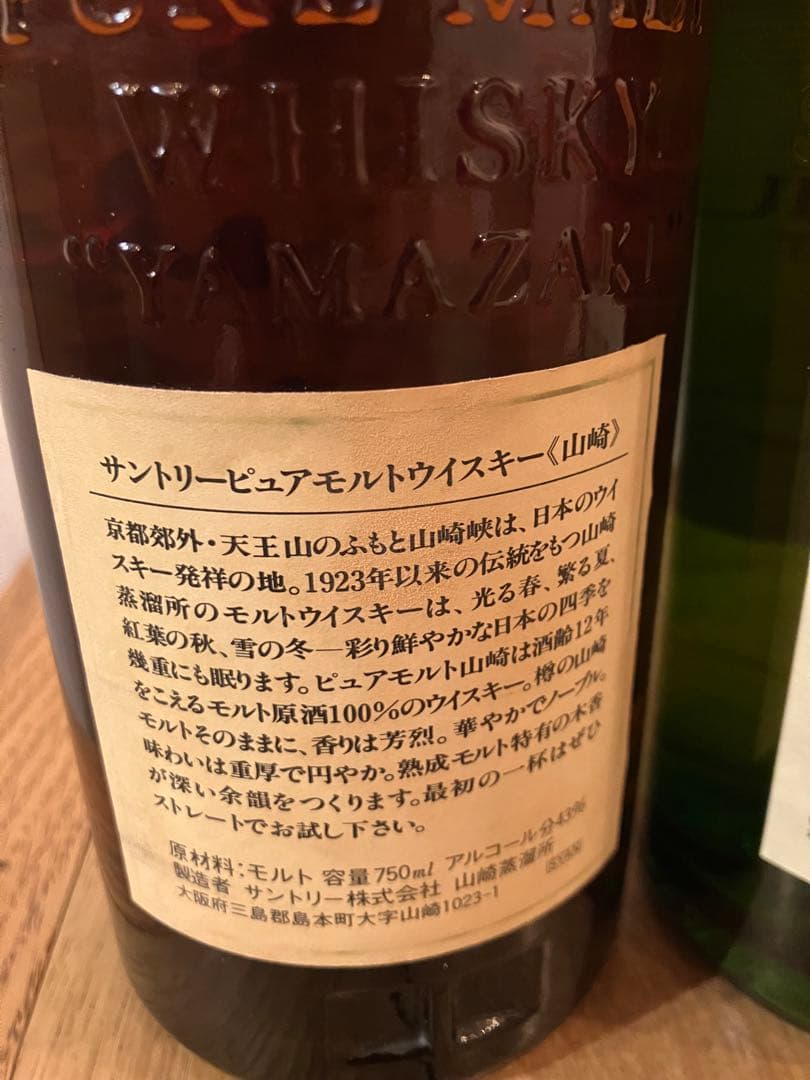 PURE MALT
WHISKY
"YAMAZAKI"
サントリーピュアモルトウイスキー《山崎》
京都郊外・天王山のふもと山崎峡は、日本のウイ
スキー発祥の地。1923年以来の伝統をもつ山崎
蒸溜所のモルトウイスキーは、光る春、繁る夏、
紅葉の秋、雪の冬―彩り鮮やかな日本の四季を
幾重にも眠ります。ピュアモルト山崎は酒齢12年
をこえるモルト原酒100%のウイスキー。樽の山崎
モルトそのままに、香りは芳烈。華やかでノーブル。
味わいは重厚で円やか。熟成モルト特有の木香
が深い余韻をつくります。最初の一杯はぜひ
ストレートでお試し下さい。
原材料:モルト 容量750ml アルコール分43%
製造者 サントリー株式会社 山崎蒸溜所
大阪府三島郡島本町大字山崎1023-1